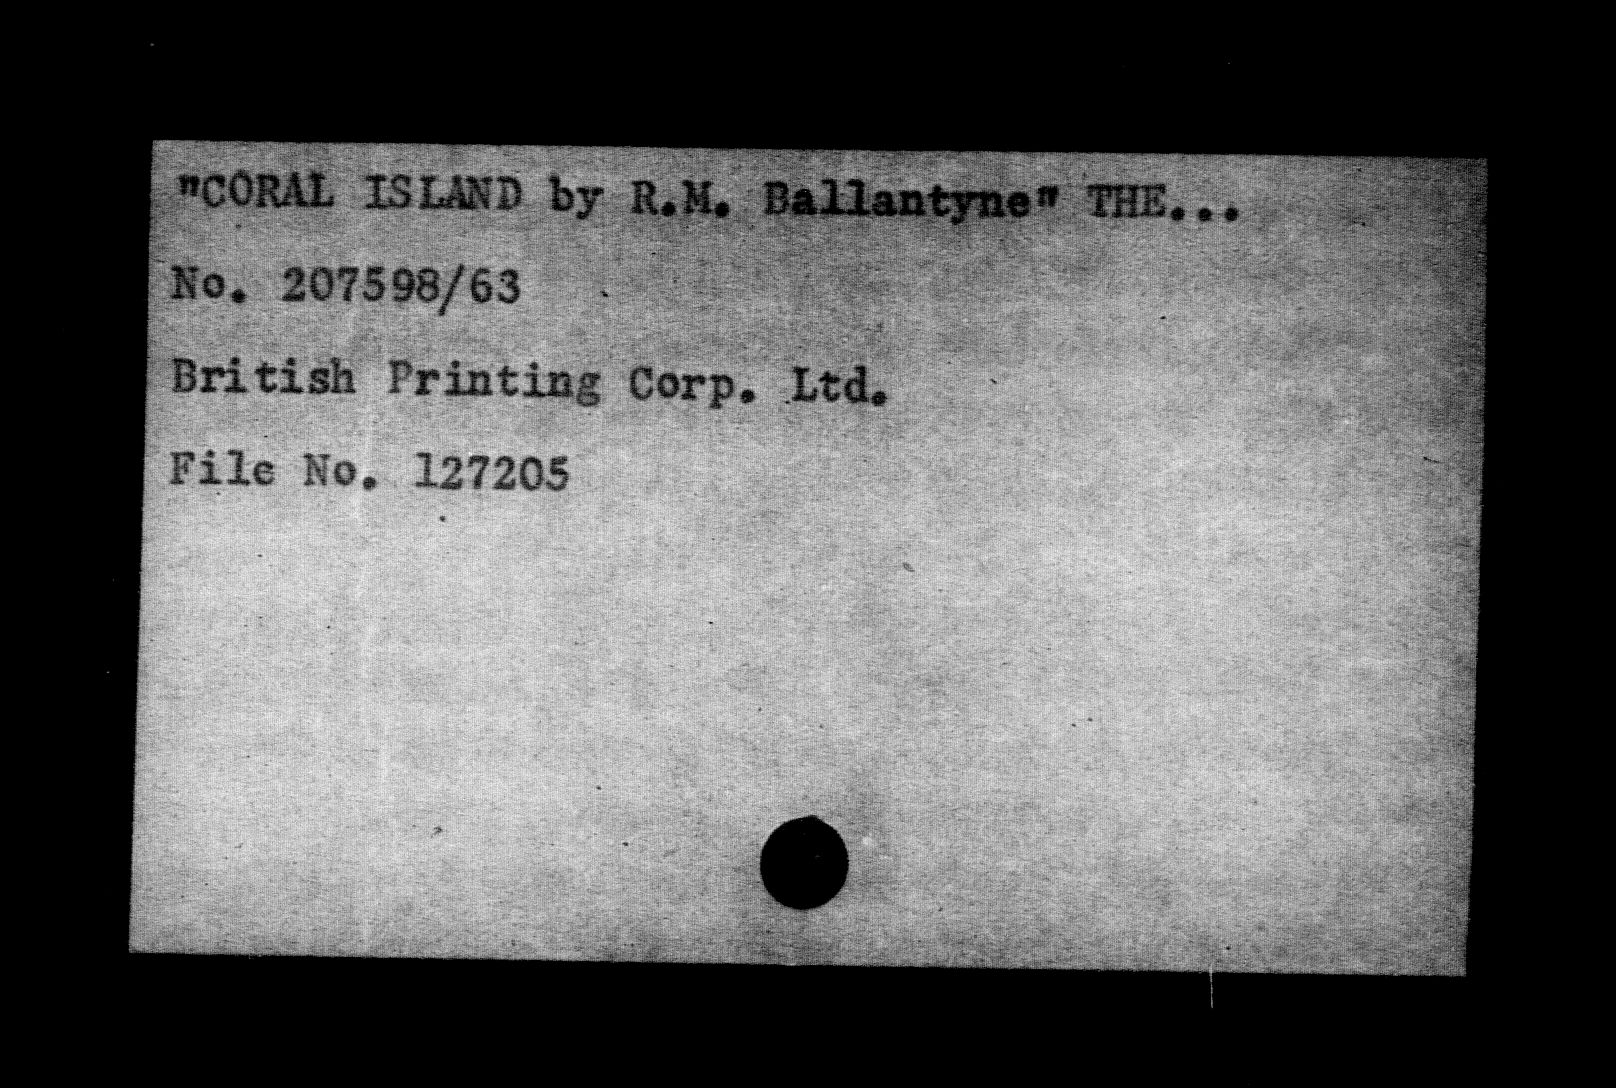 "CORAL ISLAND by R.M. Ballantyne" THE...
No. 207598/63
British Printing Corp. Ltd.
File No. 127205